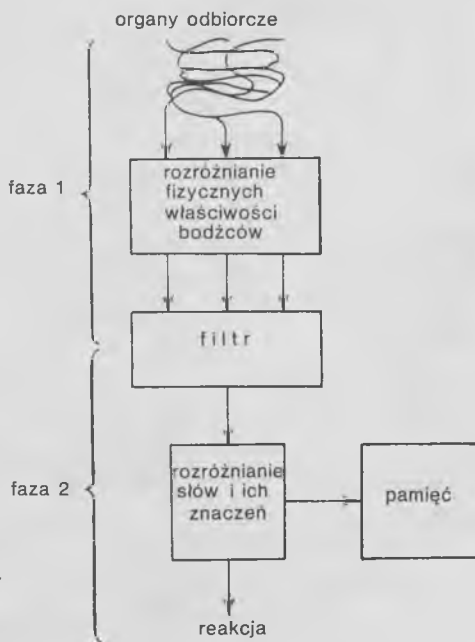 organy odbiorcze
faza 1
rozróżnianie
fizycznych
właściwości
bodźców
filtr
faza 2
rozróżnianie
słów i ich
znaczeń
pamięć
reakcja